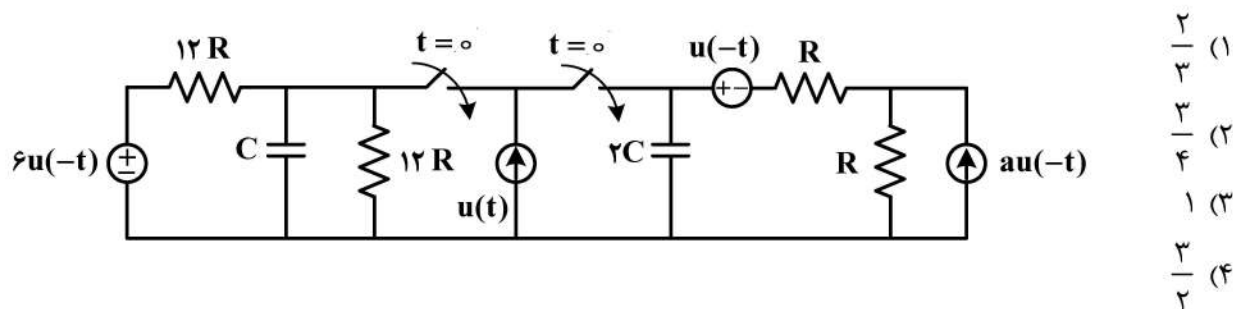 ۱۲ R
t = ۰
t = ۰
u(−t)
R
۶u(−t)
C
۱۲ R
u(t)
۲C
R
au(−t)
۱) ۲/۳
۲) ۳/۴
۳) ۱
۴) ۳/۲